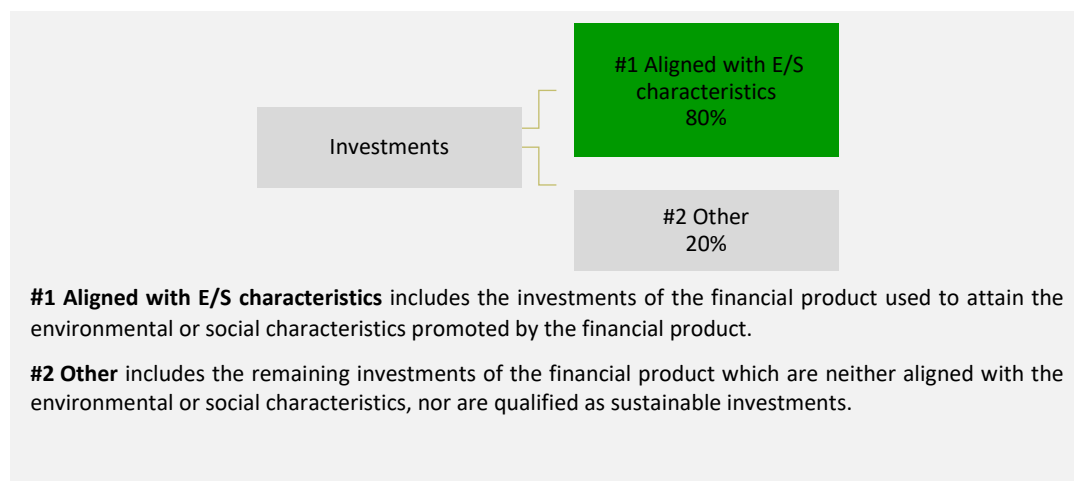 #1 Aligned with E/S
characteristics
80%
Investments
#2 Other
20%
#1 Aligned with E/S characteristics includes the investments of the financial product used to attain the
environmental or social characteristics promoted by the financial product.
#2 Other includes the remaining investments of the financial product which are neither aligned with the
environmental or social characteristics, nor are qualified as sustainable investments.